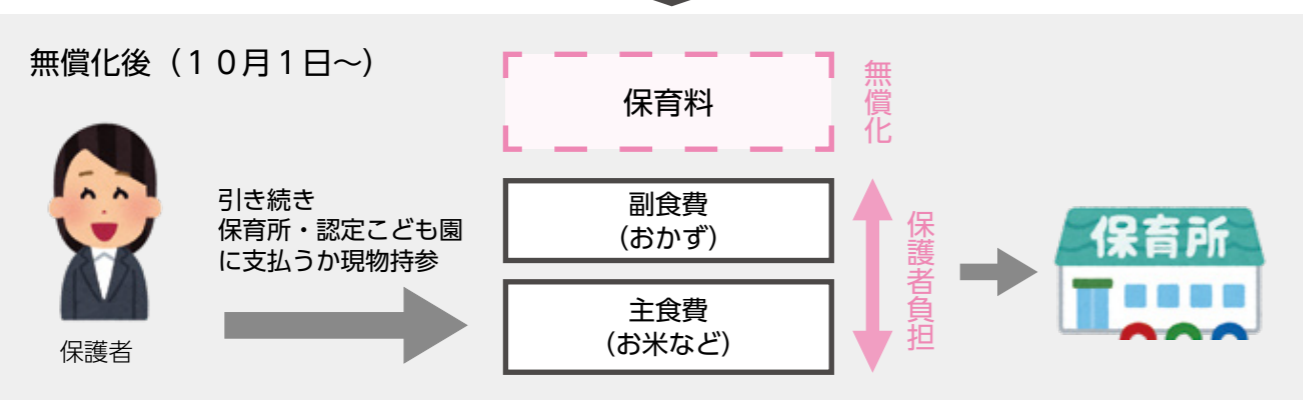 無償化後（１０月１日～）
保育料
無償化
引き続き
保育所・認定こども園
に支払うか現物持参
副食費
（おかず）
主食費
（お米など）
保護者負担
保育所
保護者